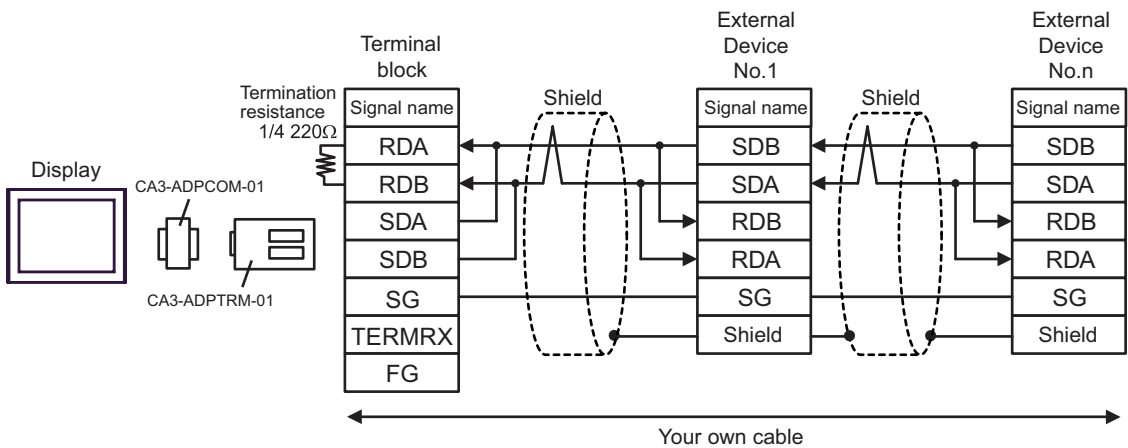 Display
CA3-ADPCOM-01
CA3-ADPTRM-01
Termination
resistance
1/4 220Ω
Terminal
block
Signal name
RDA
RDB
SDA
SDB
SG
TERMRX
FG
Shield
External
Device
No.1
Signal name
SDB
SDA
RDB
RDA
SG
Shield
Shield
External
Device
No.n
Signal name
SDB
SDA
RDB
RDA
SG
Shield
Your own cable